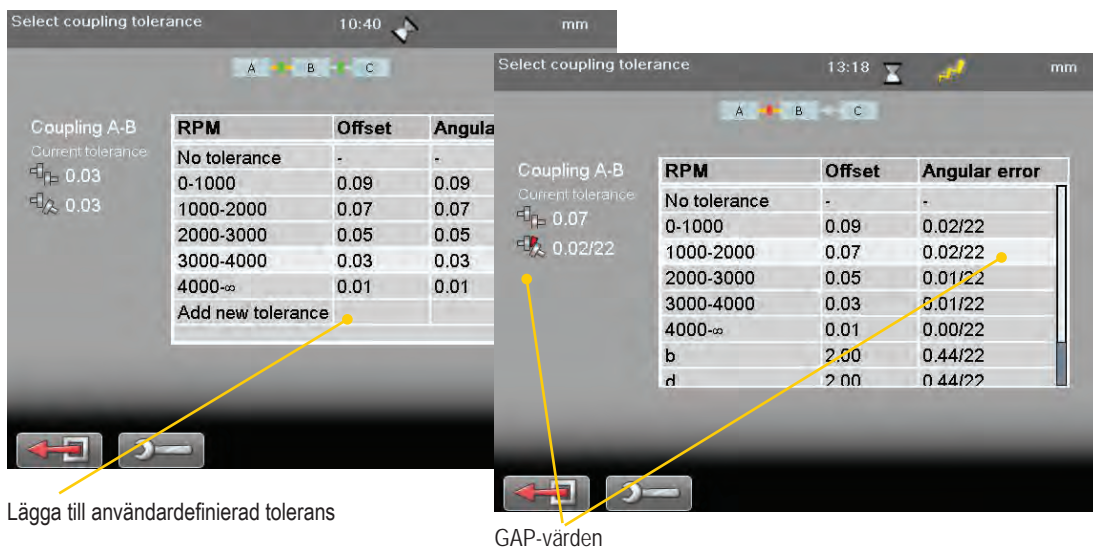 Select coupling tolerance 10:40 mm
A B C
Coupling A-B
Current tolerance
0.03
0.03
RPM Offset Angula
No tolerance - -
0-1000 0.09 0.09
1000-2000 0.07 0.07
2000-3000 0.05 0.05
3000-4000 0.03 0.03
4000-∞ 0.01 0.01
Add new tolerance
Lägga till användardefinierad tolerans
Select coupling tolerance 13:18 mm
A B C
Coupling A-B
Current tolerance
0.07
0.02/22
RPM Offset Angular error
No tolerance - -
0-1000 0.09 0.02/22
1000-2000 0.07 0.02/22
2000-3000 0.05 0.01/22
3000-4000 0.03 0.01/22
4000-∞ 0.01 0.00/22
b 2.00 0.44/22
d 2.00 0.44/22
GAP-värden